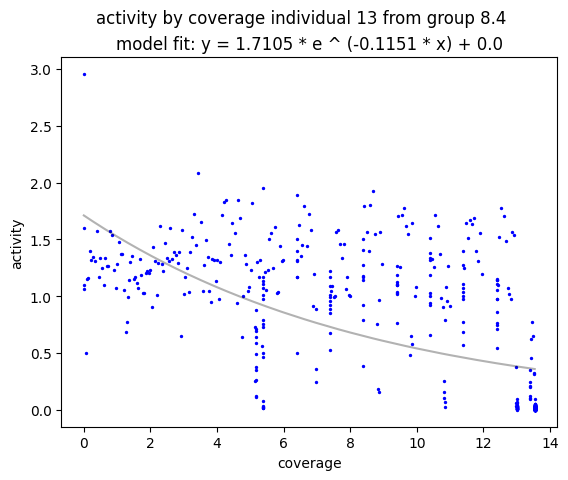 activity by coverage individual 13 from group 8.4
model fit: y = 1.7105 * e ^ (-0.1151 * x) + 0.0
3.0
2.5
2.0
1.5
1.0
0.5
0.0
activity
0 2 4 6 8 10 12 14
coverage